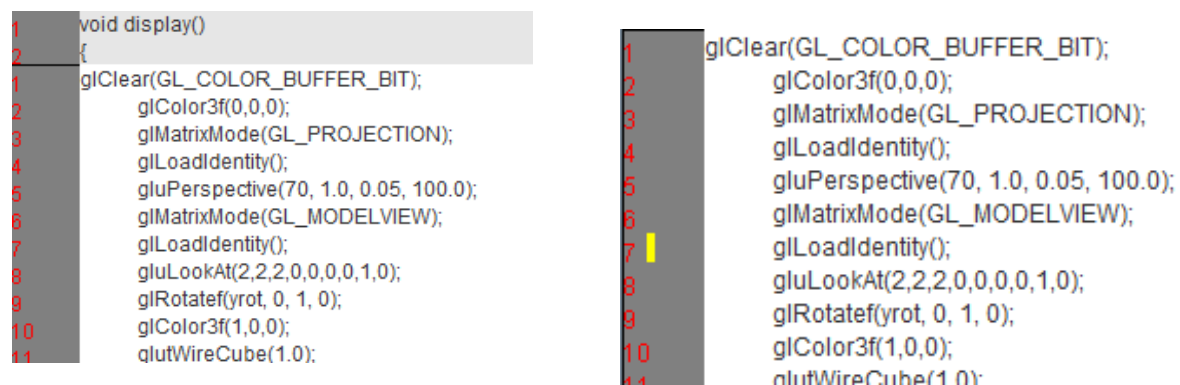 1 void display()
2 {
1 glClear(GL_COLOR_BUFFER_BIT);
2 glColor3f(0,0,0);
3 glMatrixMode(GL_PROJECTION);
4 glLoadIdentity();
5 gluPerspective(70, 1.0, 0.05, 100.0);
6 glMatrixMode(GL_MODELVIEW);
7 glLoadIdentity();
8 gluLookAt(2,2,2,0,0,0,0,1,0);
9 glRotatef(yrot, 0, 1, 0);
10 glColor3f(1,0,0);
11 glutWireCube(1.0);
1 glClear(GL_COLOR_BUFFER_BIT);
2 glColor3f(0,0,0);
3 glMatrixMode(GL_PROJECTION);
4 glLoadIdentity();
5 gluPerspective(70, 1.0, 0.05, 100.0);
6 glMatrixMode(GL_MODELVIEW);
7 glLoadIdentity();
8 gluLookAt(2,2,2,0,0,0,0,1,0);
9 glRotatef(yrot, 0, 1, 0);
10 glColor3f(1,0,0);
11 glutWireCube(1.0);